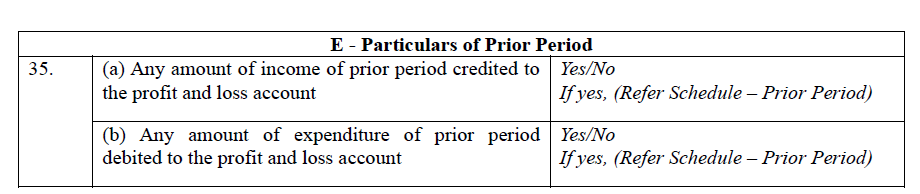 E - Particulars of Prior Period
35. (a) Any amount of income of prior period credited to Yes/No
the profit and loss account If yes, (Refer Schedule – Prior Period)
(b) Any amount of expenditure of prior period Yes/No
debited to the profit and loss account If yes, (Refer Schedule – Prior Period)